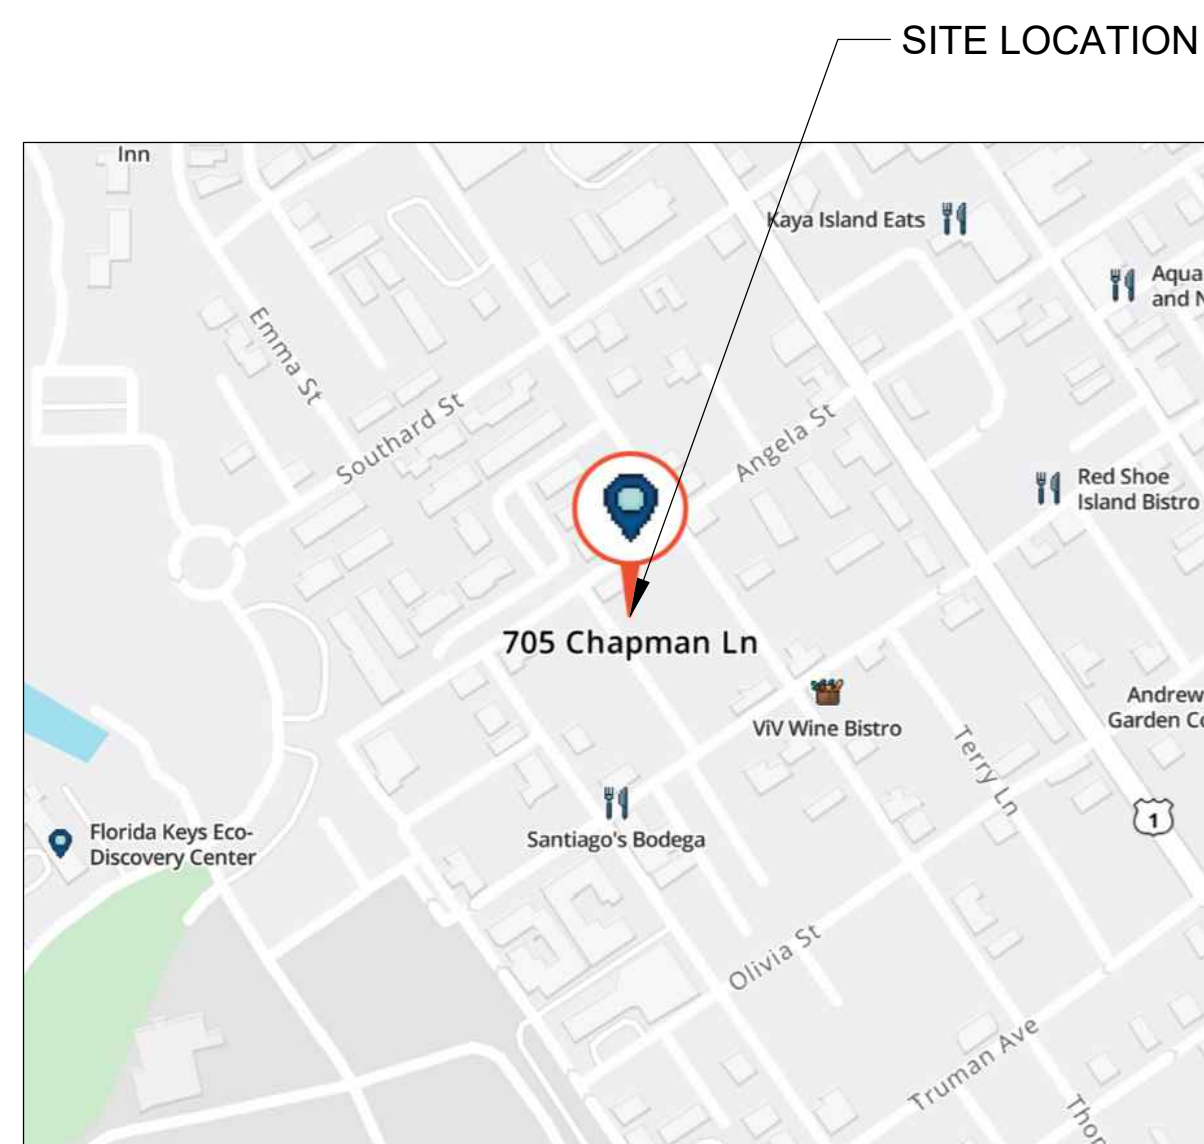 SITE LOCATION
Inn
Kaya Island Eats
Aqua
and N
Emma St
Southard St
Angela St
Red Shoe
Island Bistro
705 Chapman Ln
ViV Wine Bistro
Andrew
Garden Co
Terry Ln
1
Santiago's Bodega
Florida Keys Eco-
Discovery Center
Olivia St
Truman Ave
Tho